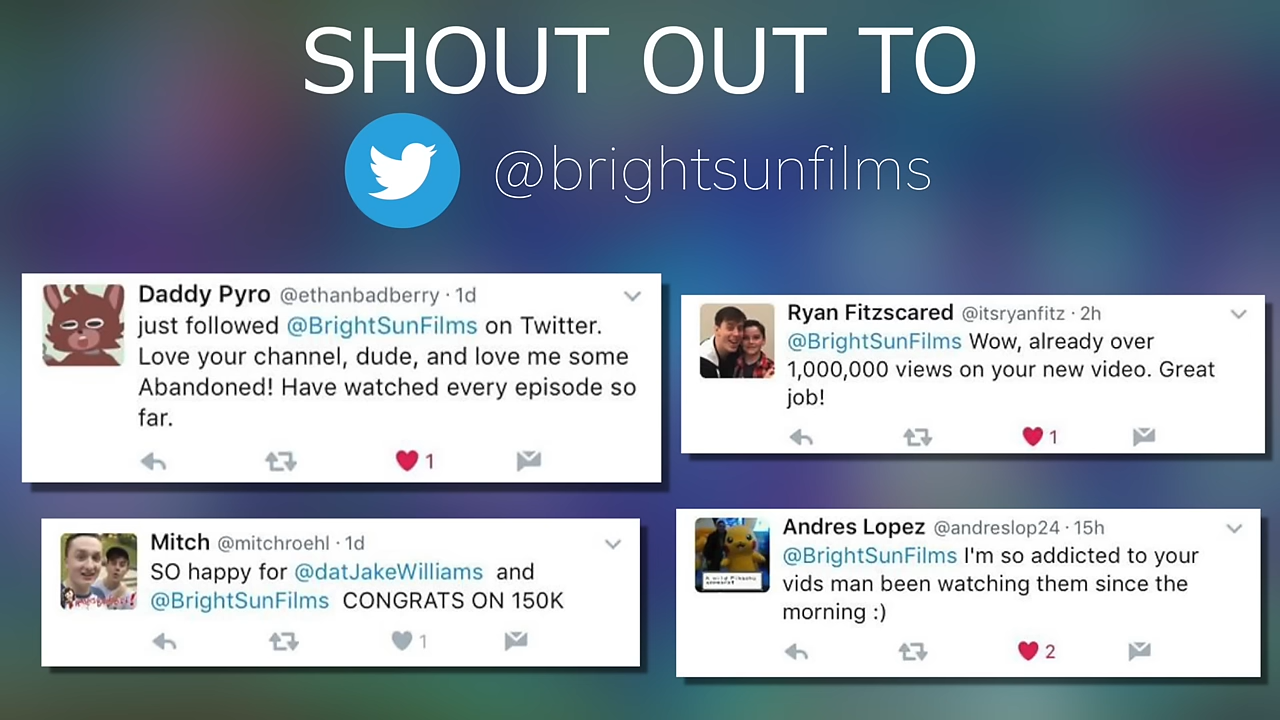 SHOUT OUT TO
@brightsunfilms
Daddy Pyro @ethanbadberry · 1d
just followed @BrightSunFilms on Twitter.
Love your channel, dude, and love me some
Abandoned! Have watched every episode so
far.
1
Ryan Fitzscared @itsryanfitz · 2h
@BrightSunFilms Wow, already over
1,000,000 views on your new video. Great
job!
1
Mitch @mitchroehl · 1d
SO happy for @datJakeWilliams and
@BrightSunFilms CONGRATS ON 150K
1
Andres Lopez @andreslop24 · 15h
@BrightSunFilms I'm so addicted to your
vids man been watching them since the
morning :)
2